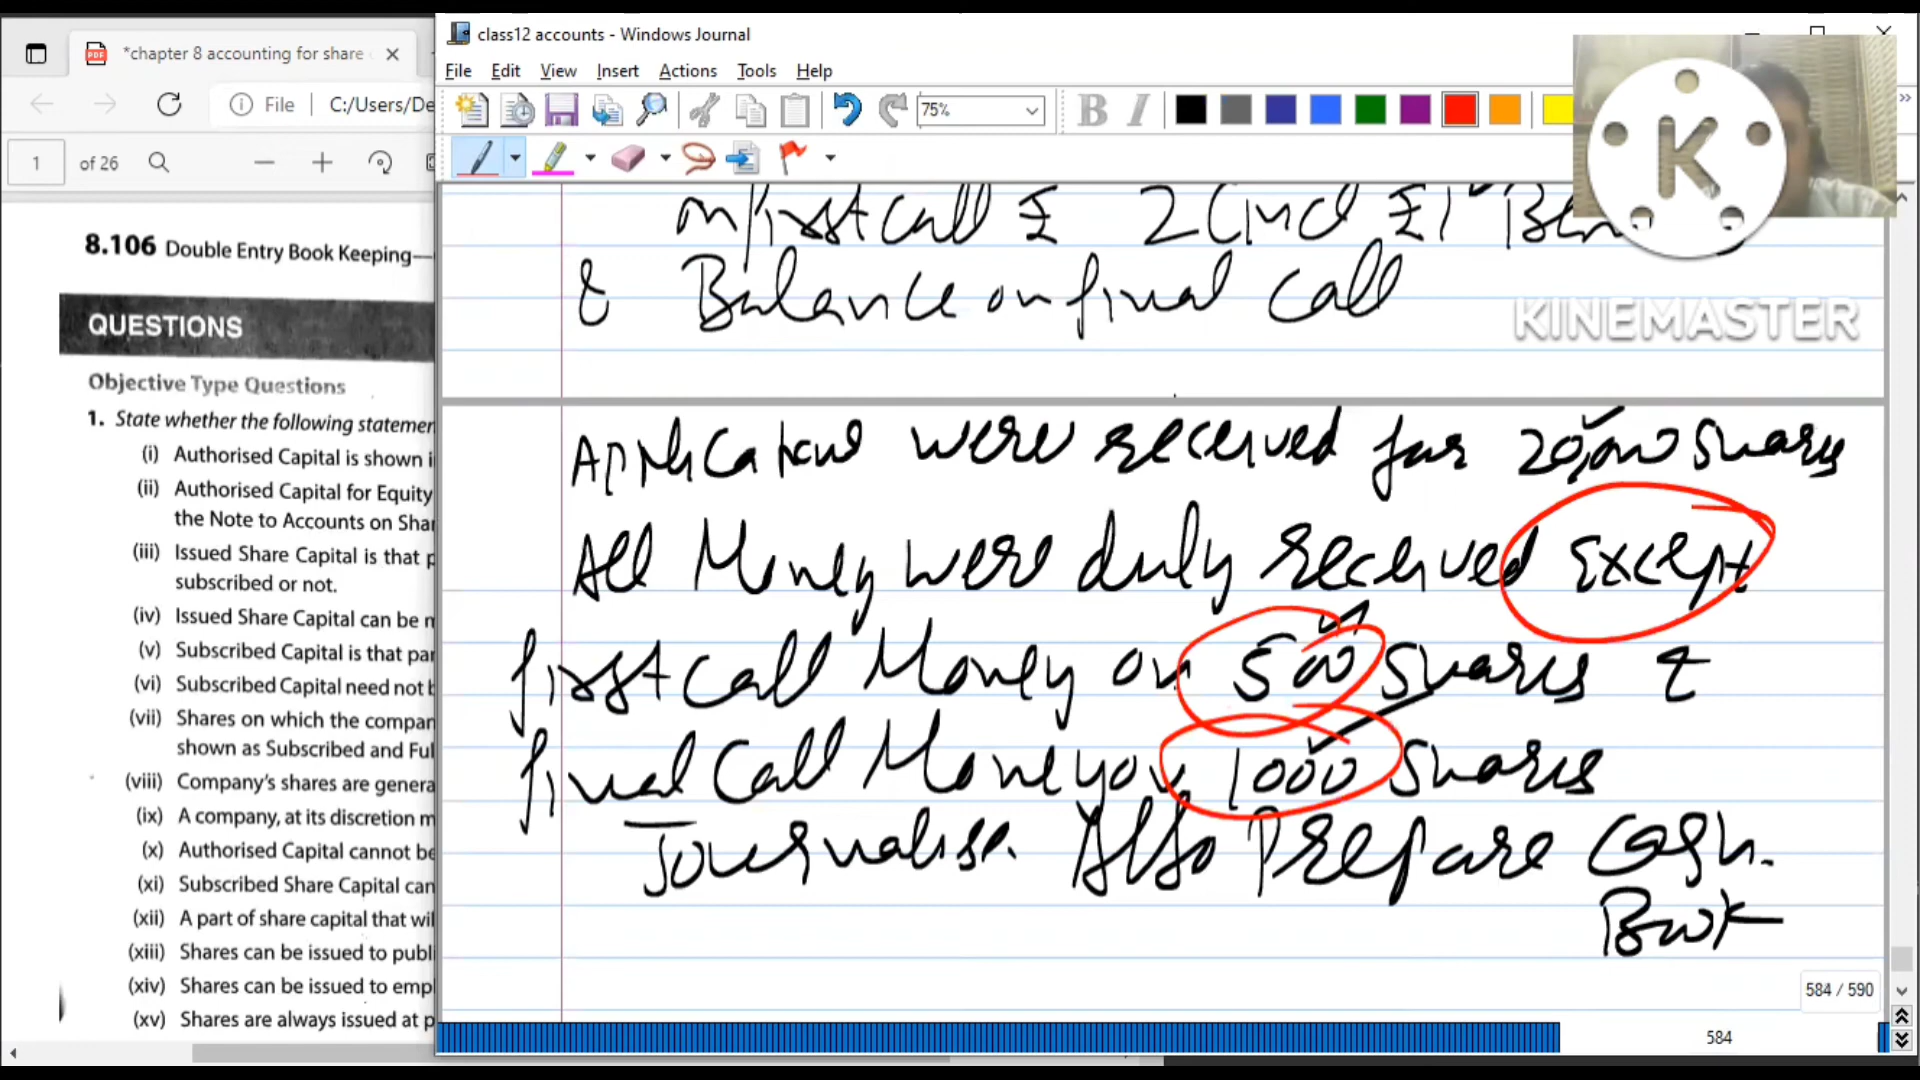 *chapter 8 accounting for share
File
C:/Users/De
1 of 26
8.106 Double Entry Book Keeping—
QUESTIONS
Objective Type Questions
1. State whether the following statemen
(i) Authorised Capital is shown i
(ii) Authorised Capital for Equity
the Note to Accounts on Shar
(iii) Issued Share Capital is that p
subscribed or not.
(iv) Issued Share Capital can be
(v) Subscribed Capital is that par
(vi) Subscribed Capital need not b
(vii) Shares on which the compan
shown as Subscribed and Ful
(viii) Company's shares are genera
(ix) A company, at its discretion m
(x) Authorised Capital cannot be
(xi) Subscribed Share Capital can
(xii) A part of share capital that wil
(xiii) Shares can be issued to publ
(xiv) Shares can be issued to emp
(xv) Shares are always issued at p
class12 accounts - Windows Journal
File Edit View Insert Actions Tools Help
75%
B I
K
KINEMASTER
on first call ₹ 2
& Balance on final call
Applications were received for 20,000 shares
All Money were duly received except
first call Money on 500 shares &
final call Money on 1000 shares
Journalise. Also Prepare Cash
Book
584 / 590
584